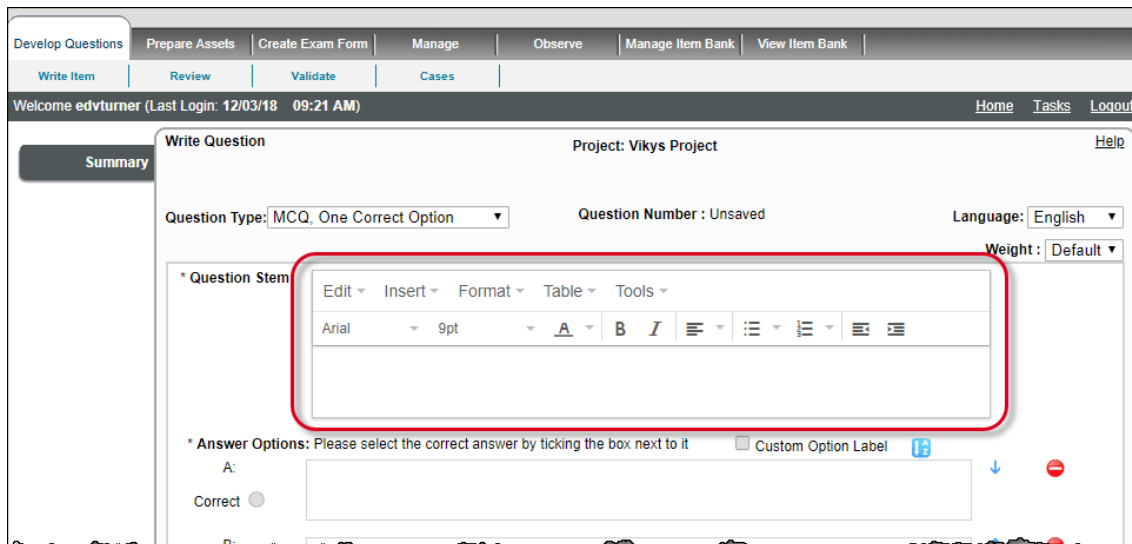 Develop Questions Prepare Assets Create Exam Form Manage Observe Manage Item Bank View Item Bank
Write Item Review Validate Cases
Welcome edvturner (Last Login: 12/03/18 09:21 AM) Home Tasks Logout
Summary
Write Question Project: Vikys Project Help
Question Type: MCQ, One Correct Option Question Number : Unsaved Language: English
Weight : Default
* Question Stem
Edit Insert Format Table Tools
Arial 9pt A B I
* Answer Options: Please select the correct answer by ticking the box next to it Custom Option Label
A:
Correct